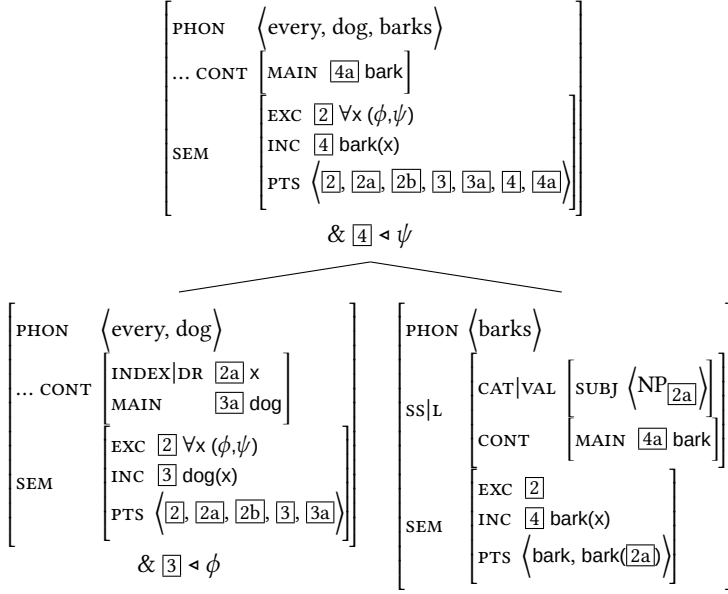 PHON ⟨every, dog, barks⟩
... CONT [MAIN 4a bark]
EXC 2 ∀x (ϕ,ψ)
INC 4 bark(x)
SEM
PTS ⟨2, 2a, 2b, 3, 3a, 4, 4a⟩
& 4 ◃ ψ
PHON ⟨every, dog⟩
INDEX|DR 2a x
... CONT
MAIN 3a dog
EXC 2 ∀x (ϕ,ψ)
INC 3 dog(x)
SEM
PTS ⟨2, 2a, 2b, 3, 3a⟩
& 3 ◃ ϕ
PHON ⟨barks⟩
CAT|VAL [SUBJ ⟨NP2a⟩]
SS|L
CONT [MAIN 4a bark]
EXC 2
INC 4 bark(x)
SEM
PTS ⟨bark, bark(2a)⟩